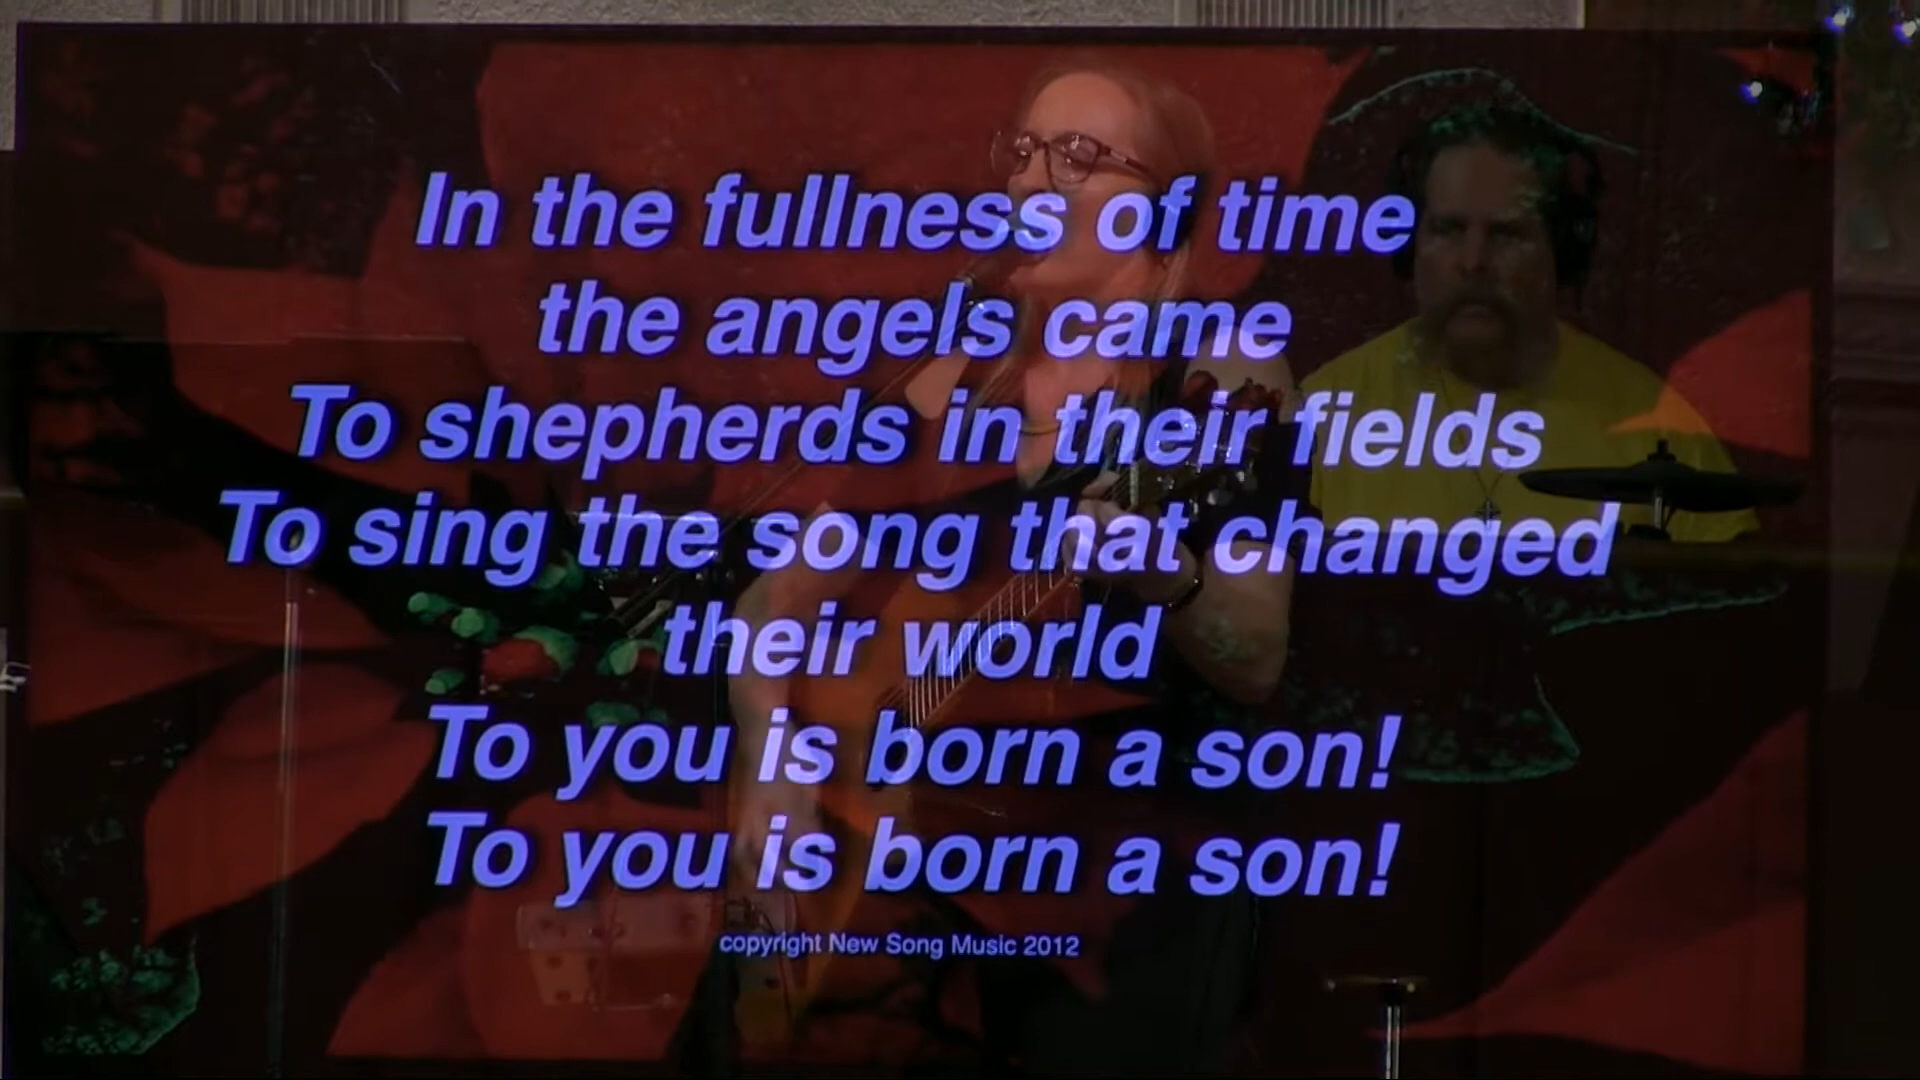 In the fullness of time
the angels came
To shepherds in their fields
To sing the song that changed
their world
To you is born a son!
To you is born a son!
copyright New Song Music 2012